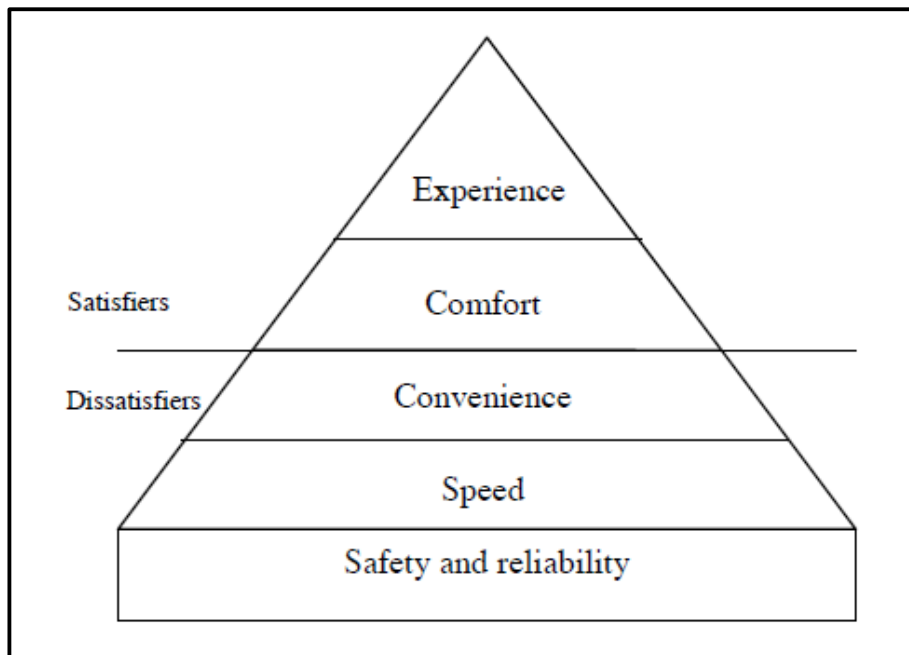 Experience
Satisfiers
Comfort
Dissatisfiers
Convenience
Speed
Safety and reliability